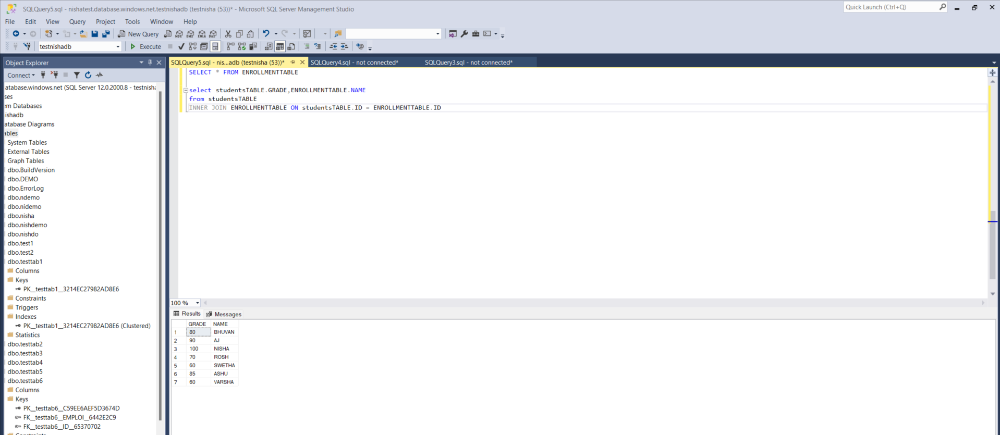 SQLQuery5.sql - nishatest.database.windows.net.testnishadb (testnisha (53))* - Microsoft SQL Server Management Studio
Quick Launch (Ctrl+Q)
File Edit View Query Project Tools Window Help
New Query
MDX DMX XMLA DAX
testnishadb
Execute
Object Explorer
SQLQuery5.sql - nis...adb (testnisha (53))*
SQLQuery4.sql - not connected*
SQLQuery3.sql - not connected*
Connect
atabase.windows.net (SQL Server 12.0.2000.8 - testnisha
ses
em Databases
ishadb
atabase Diagrams
ables
System Tables
External Tables
Graph Tables
dbo.BuildVersion
dbo.DEMO
dbo.ErrorLog
dbo.ndemo
dbo.nidemo
dbo.nisha
dbo.nishdemo
dbo.nishdo
dbo.test1
dbo.test2
dbo.testtab1
Columns
Keys
PK__testtab1__3214EC27982AD8E6
Constraints
Triggers
Indexes
PK__testtab1__3214EC27982AD8E6 (Clustered)
Statistics
dbo.testtab2
dbo.testtab3
dbo.testtab4
dbo.testtab5
dbo.testtab6
Columns
Keys
PK__testtab6__C59EE6AEF5D3674D
FK__testtab6__EMPLOI__6442E2C9
FK__testtab6__ID__65370702
Constraints
SELECT * FROM ENROLLMENTTABLE
select studentsTABLE.GRADE,ENROLLMENTTABLE.NAME
from studentsTABLE
INNER JOIN ENROLLMENTTABLE ON studentsTABLE.ID = ENROLLMENTTABLE.ID
100 %
Results Messages
GRADE NAME
1 80 BHUVAN
2 90 AJ
3 100 NISHA
4 70 ROSH
5 60 SWETHA
6 85 ASHU
7 60 VARSHA